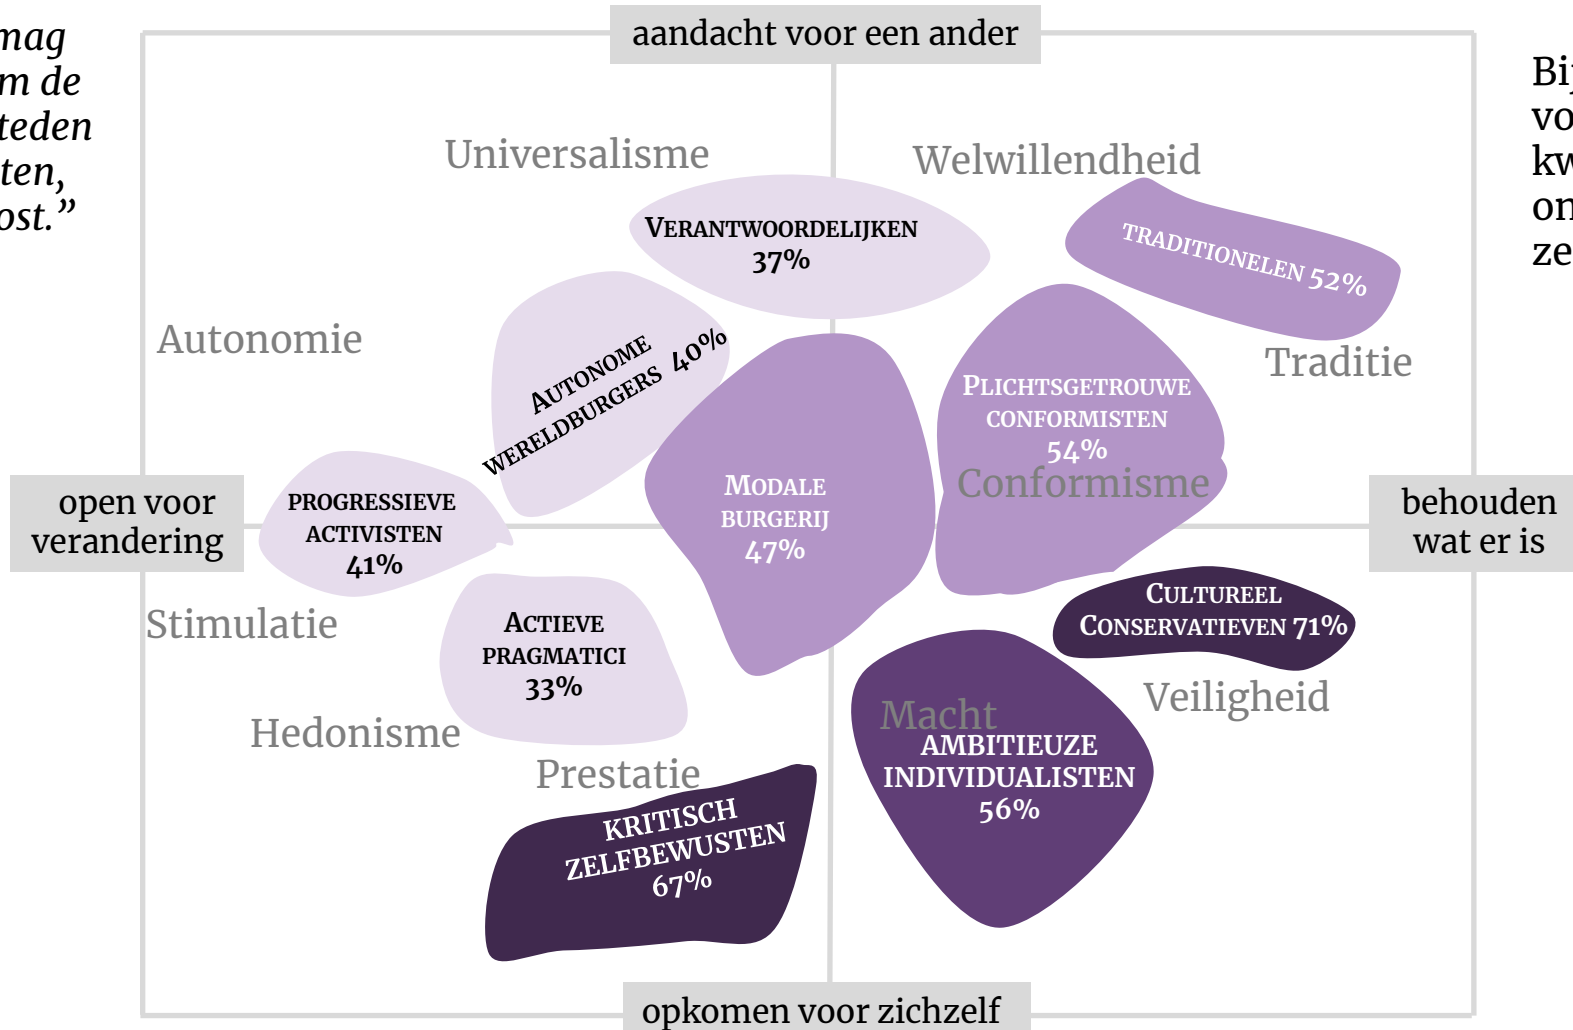 aandacht voor een ander
mag
m de
teden
ten,
ost.”
Universalisme
Welwillendheid
VERANTWOORDELIJKEN
37%
TRADITIONELEN 52%
Autonomie
AUTONOME
WERELDBURGERS 40%
Traditie
PLICHTSGETROUWE
CONFORMISTEN
54%
Conformisme
MODALE
BURGERIJ
47%
open voor
verandering
PROGRESSIEVE
ACTIVISTEN
41%
behouden
wat er is
Stimulatie
ACTIEVE
PRAGMATICI
33%
CULTUREEL
CONSERVATIEVEN 71%
Veiligheid
Hedonisme
Prestatie
Macht
AMBITIEUZE
INDIVIDUALISTEN
56%
KRITISCH
ZELFBEWUSTEN
67%
opkomen voor zichzelf
Bij
vo
kw
on
ze